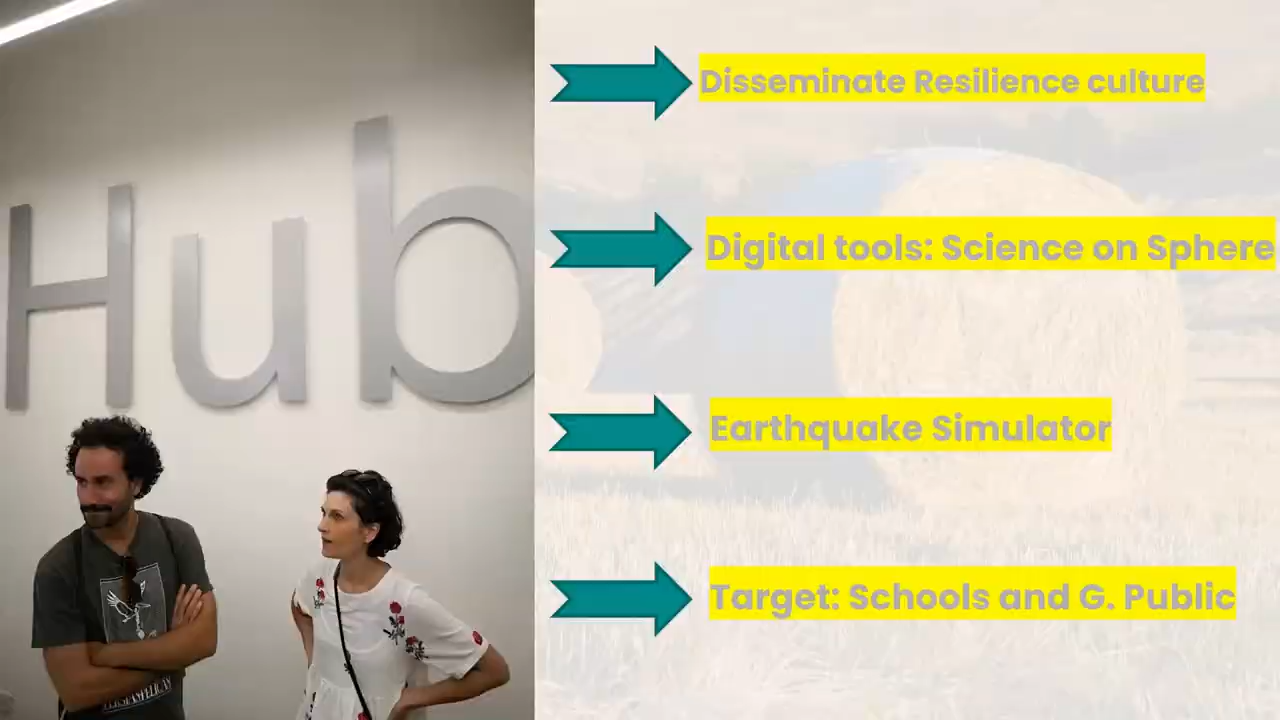 Hub
Disseminate Resilience culture
Digital tools: Science on Sphere
Earthquake Simulator
Target: Schools and G. Public